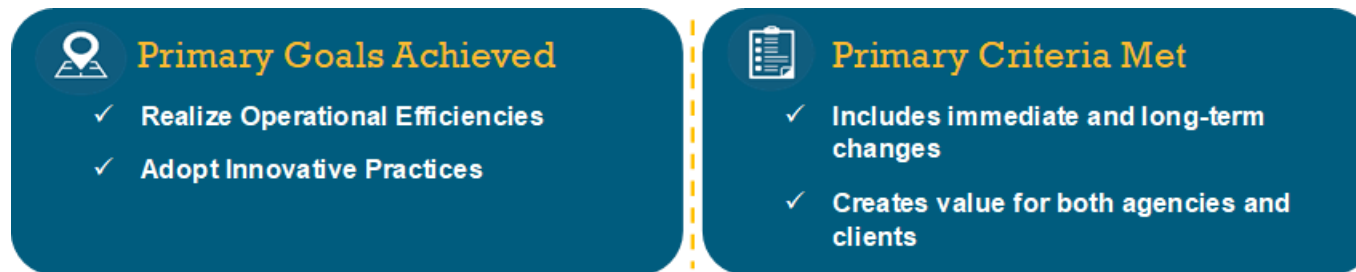 Primary Goals Achieved
✓ Realize Operational Efficiencies
✓ Adopt Innovative Practices
Primary Criteria Met
✓ Includes immediate and long-term
changes
✓ Creates value for both agencies and
clients